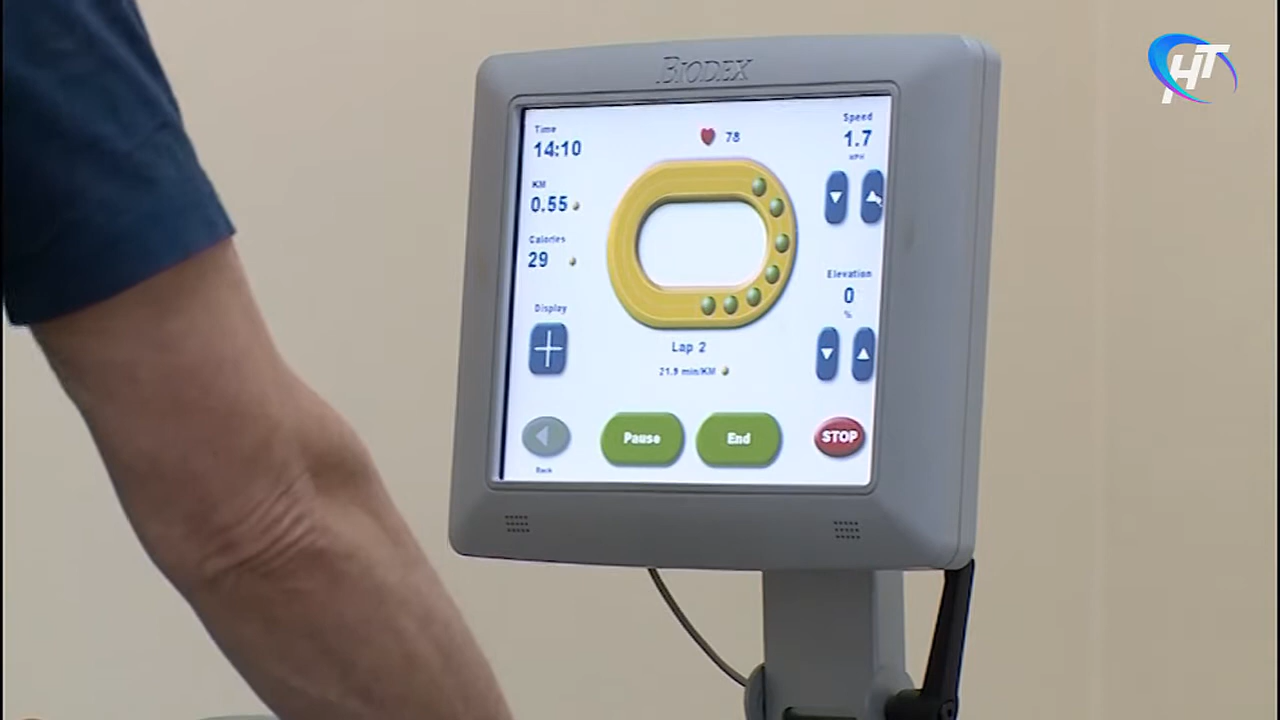 BIODEX
НТ
Time
14:10
78
Speed
1.7
KM
0.55
Calories
29
Elevation
0
%
Display
Lap 2
21.9 min/KM
Pause
End
STOP
Back